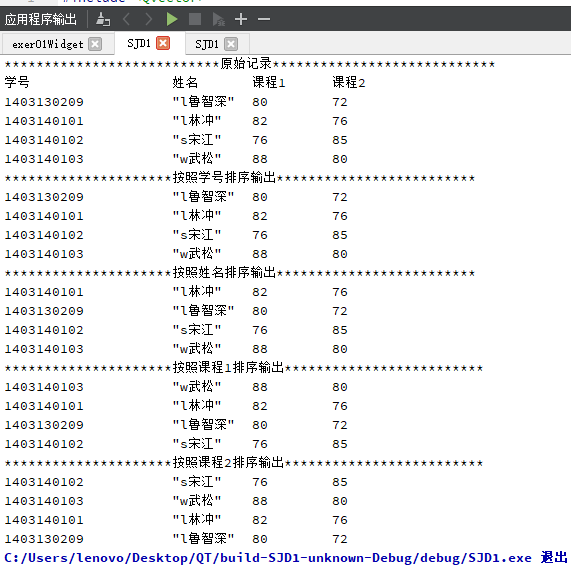 应用程序输出
exer01Widget SJD1 SJD1
***************************原始记录****************************
学号 姓名 课程1 课程2
1403130209 "l鲁智深" 80 72
1403140101 "l林冲" 82 76
1403140102 "s宋江" 76 85
1403140103 "w武松" 88 80
*********************按照学号排序输出*************************
1403130209 "l鲁智深" 80 72
1403140101 "l林冲" 82 76
1403140102 "s宋江" 76 85
1403140103 "w武松" 88 80
*********************按照姓名排序输出*************************
1403140101 "l林冲" 82 76
1403130209 "l鲁智深" 80 72
1403140102 "s宋江" 76 85
1403140103 "w武松" 88 80
*********************按照课程1排序输出*************************
1403140103 "w武松" 88 80
1403140101 "l林冲" 82 76
1403130209 "l鲁智深" 80 72
1403140102 "s宋江" 76 85
*********************按照课程2排序输出*************************
1403140102 "s宋江" 76 85
1403140103 "w武松" 88 80
1403140101 "l林冲" 82 76
1403130209 "l鲁智深" 80 72
C:/Users/lenovo/Desktop/QT/build-SJD1-unknown-Debug/debug/SJD1.exe 退出